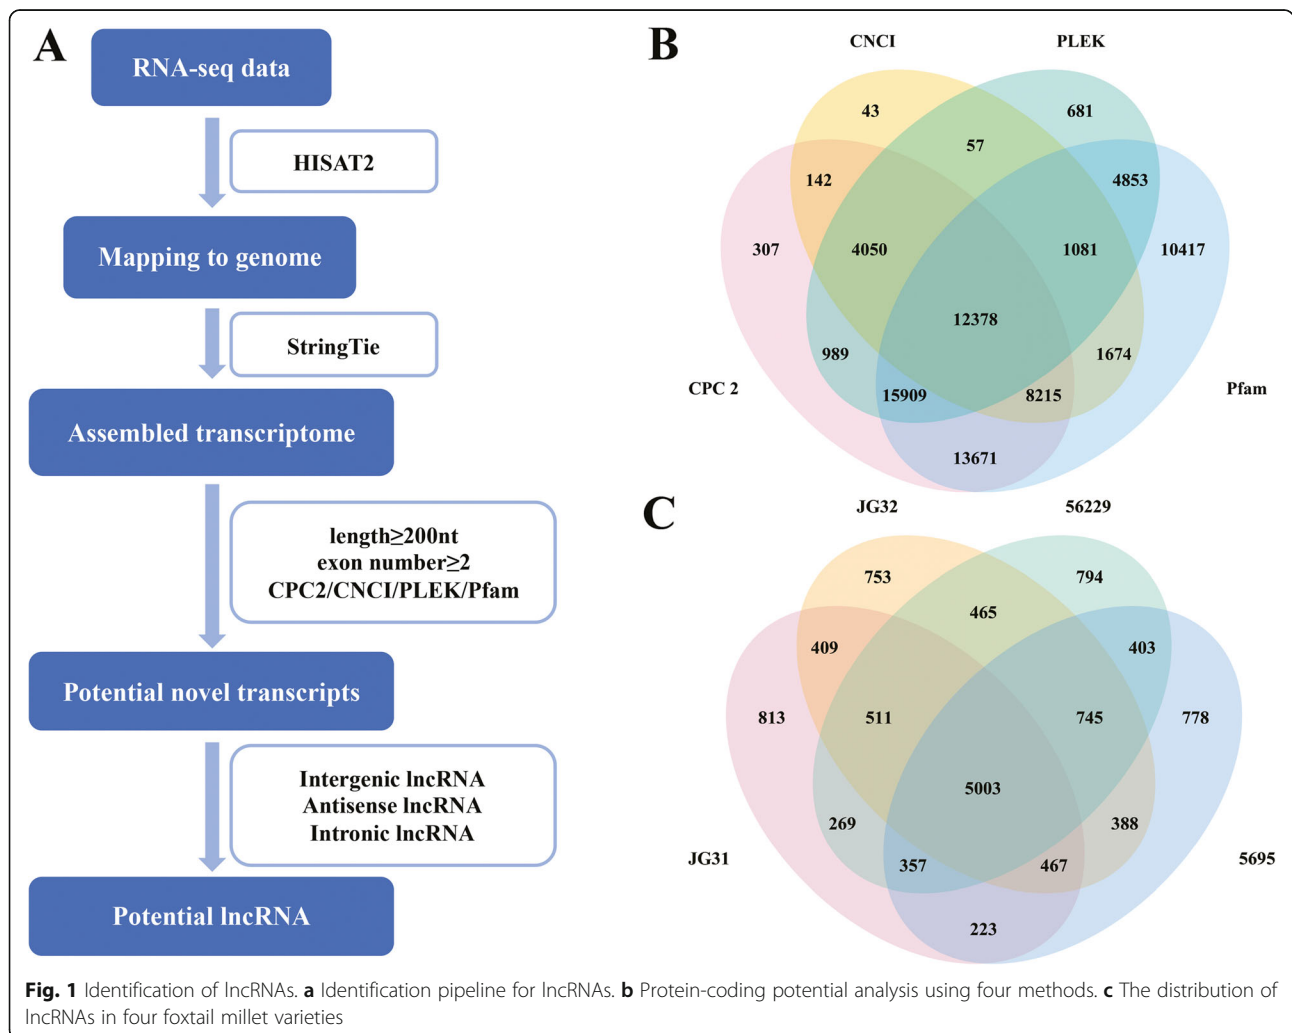 A
RNA-seq data
HISAT2
Mapping to genome
StringTie
Assembled transcriptome
length≥200nt
exon number≥2
CPC2/CNCI/PLEK/Pfam
Potential novel transcripts
Intergenic lncRNA
Antisense lncRNA
Intronic lncRNA
Potential lncRNA
B
CNCI
PLEK
43
681
57
142
4853
307
4050
1081
10417
12378
989
1674
CPC 2
15909
8215
Pfam
13671
C
JG32
56229
753
794
465
409
403
813
511
745
778
5003
269
388
JG31
357
467
5695
223
Fig. 1 Identification of lncRNAs. a Identification pipeline for lncRNAs. b Protein-coding potential analysis using four methods. c The distribution of
lncRNAs in four foxtail millet varieties